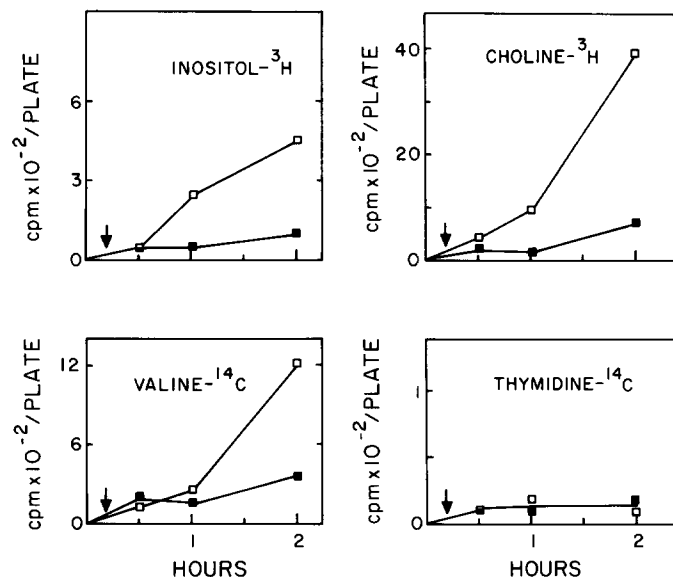 INOSITOL-³H
cpm x 10⁻²/PLATE
6
3
0
CHOLINE-³H
cpm x 10⁻²/PLATE
40
20
0
VALINE-¹⁴C
cpm x 10⁻²/PLATE
12
6
0
1
2
HOURS
THYMIDINE-¹⁴C
cpm x 10⁻²/PLATE
1
0
1
2
HOURS